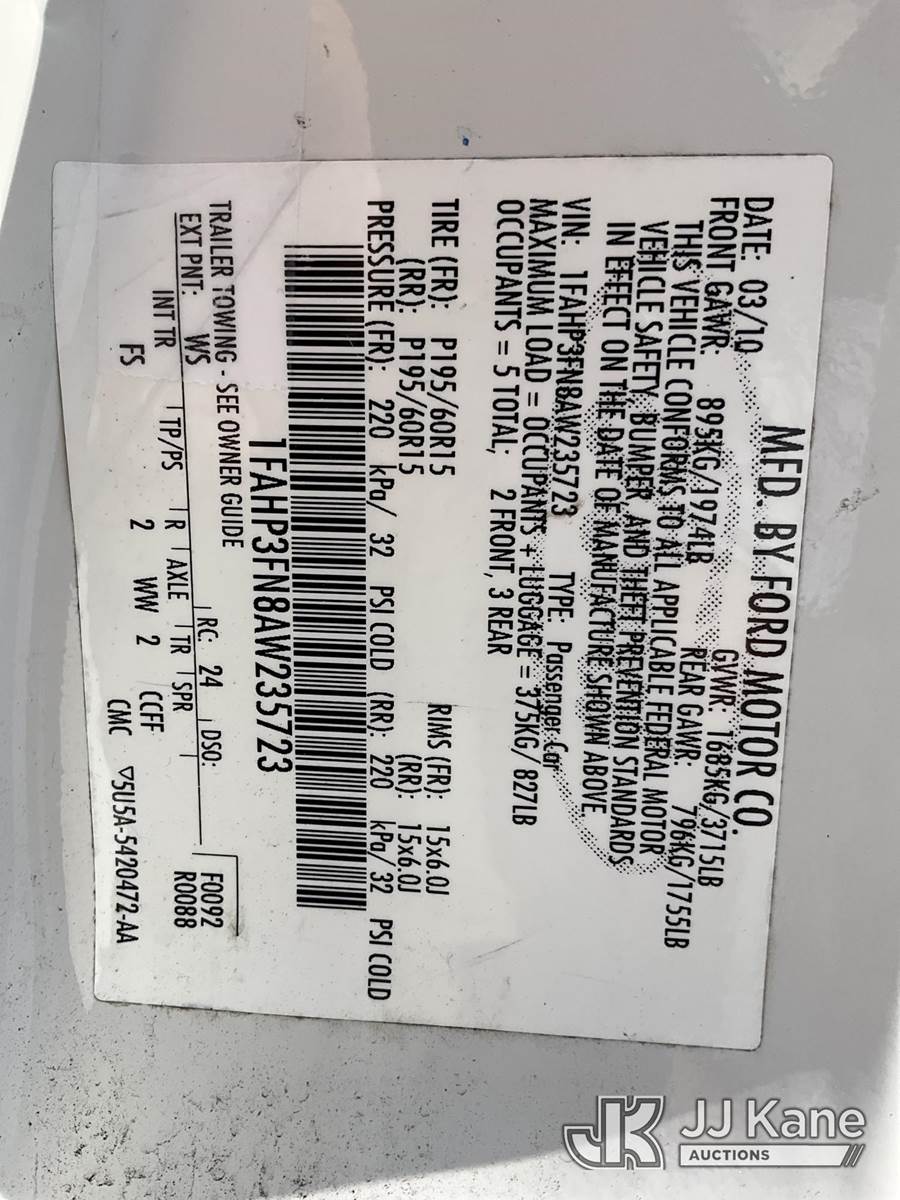 MFD. BY FORD MOTOR CO.
DATE: 03/10 GVWR: 1685KG/3715LB
FRONT GAWR: 895KG/1974LB REAR GAWR: 796KG/1755LB
THIS VEHICLE CONFORMS TO ALL APPLICABLE FEDERAL MOTOR
VEHICLE SAFETY, BUMPER, AND THEFT PREVENTION STANDARDS
IN EFFECT ON THE DATE OF MANUFACTURE SHOWN ABOVE.
VIN: 1FAHP3FN8AW235723 TYPE: Passenger Car
MAXIMUM LOAD = OCCUPANTS + LUGGAGE = 375KG/ 827LB
OCCUPANTS = 5 TOTAL; 2 FRONT, 3 REAR
TIRE (FR): P195/60R15 RIMS (FR): 15x6.0J
(RR): P195/60R15 (RR): 15x6.0J
PRESSURE (FR): 220 kPa/ 32 PSI COLD (RR): 220 kPa/ 32 PSI COLD
1FAHP3FN8AW235723
TRAILER TOWING - SEE OWNER GUIDE
F0092
R0088
EXT PNT: WS RC: 24 DSO:
INT TR TP/PS R AXLE TR SPR
FS 2 WW 2 CCFF
CMC ▽5U5A-5420472-AA
JK JJ Kane
AUCTIONS